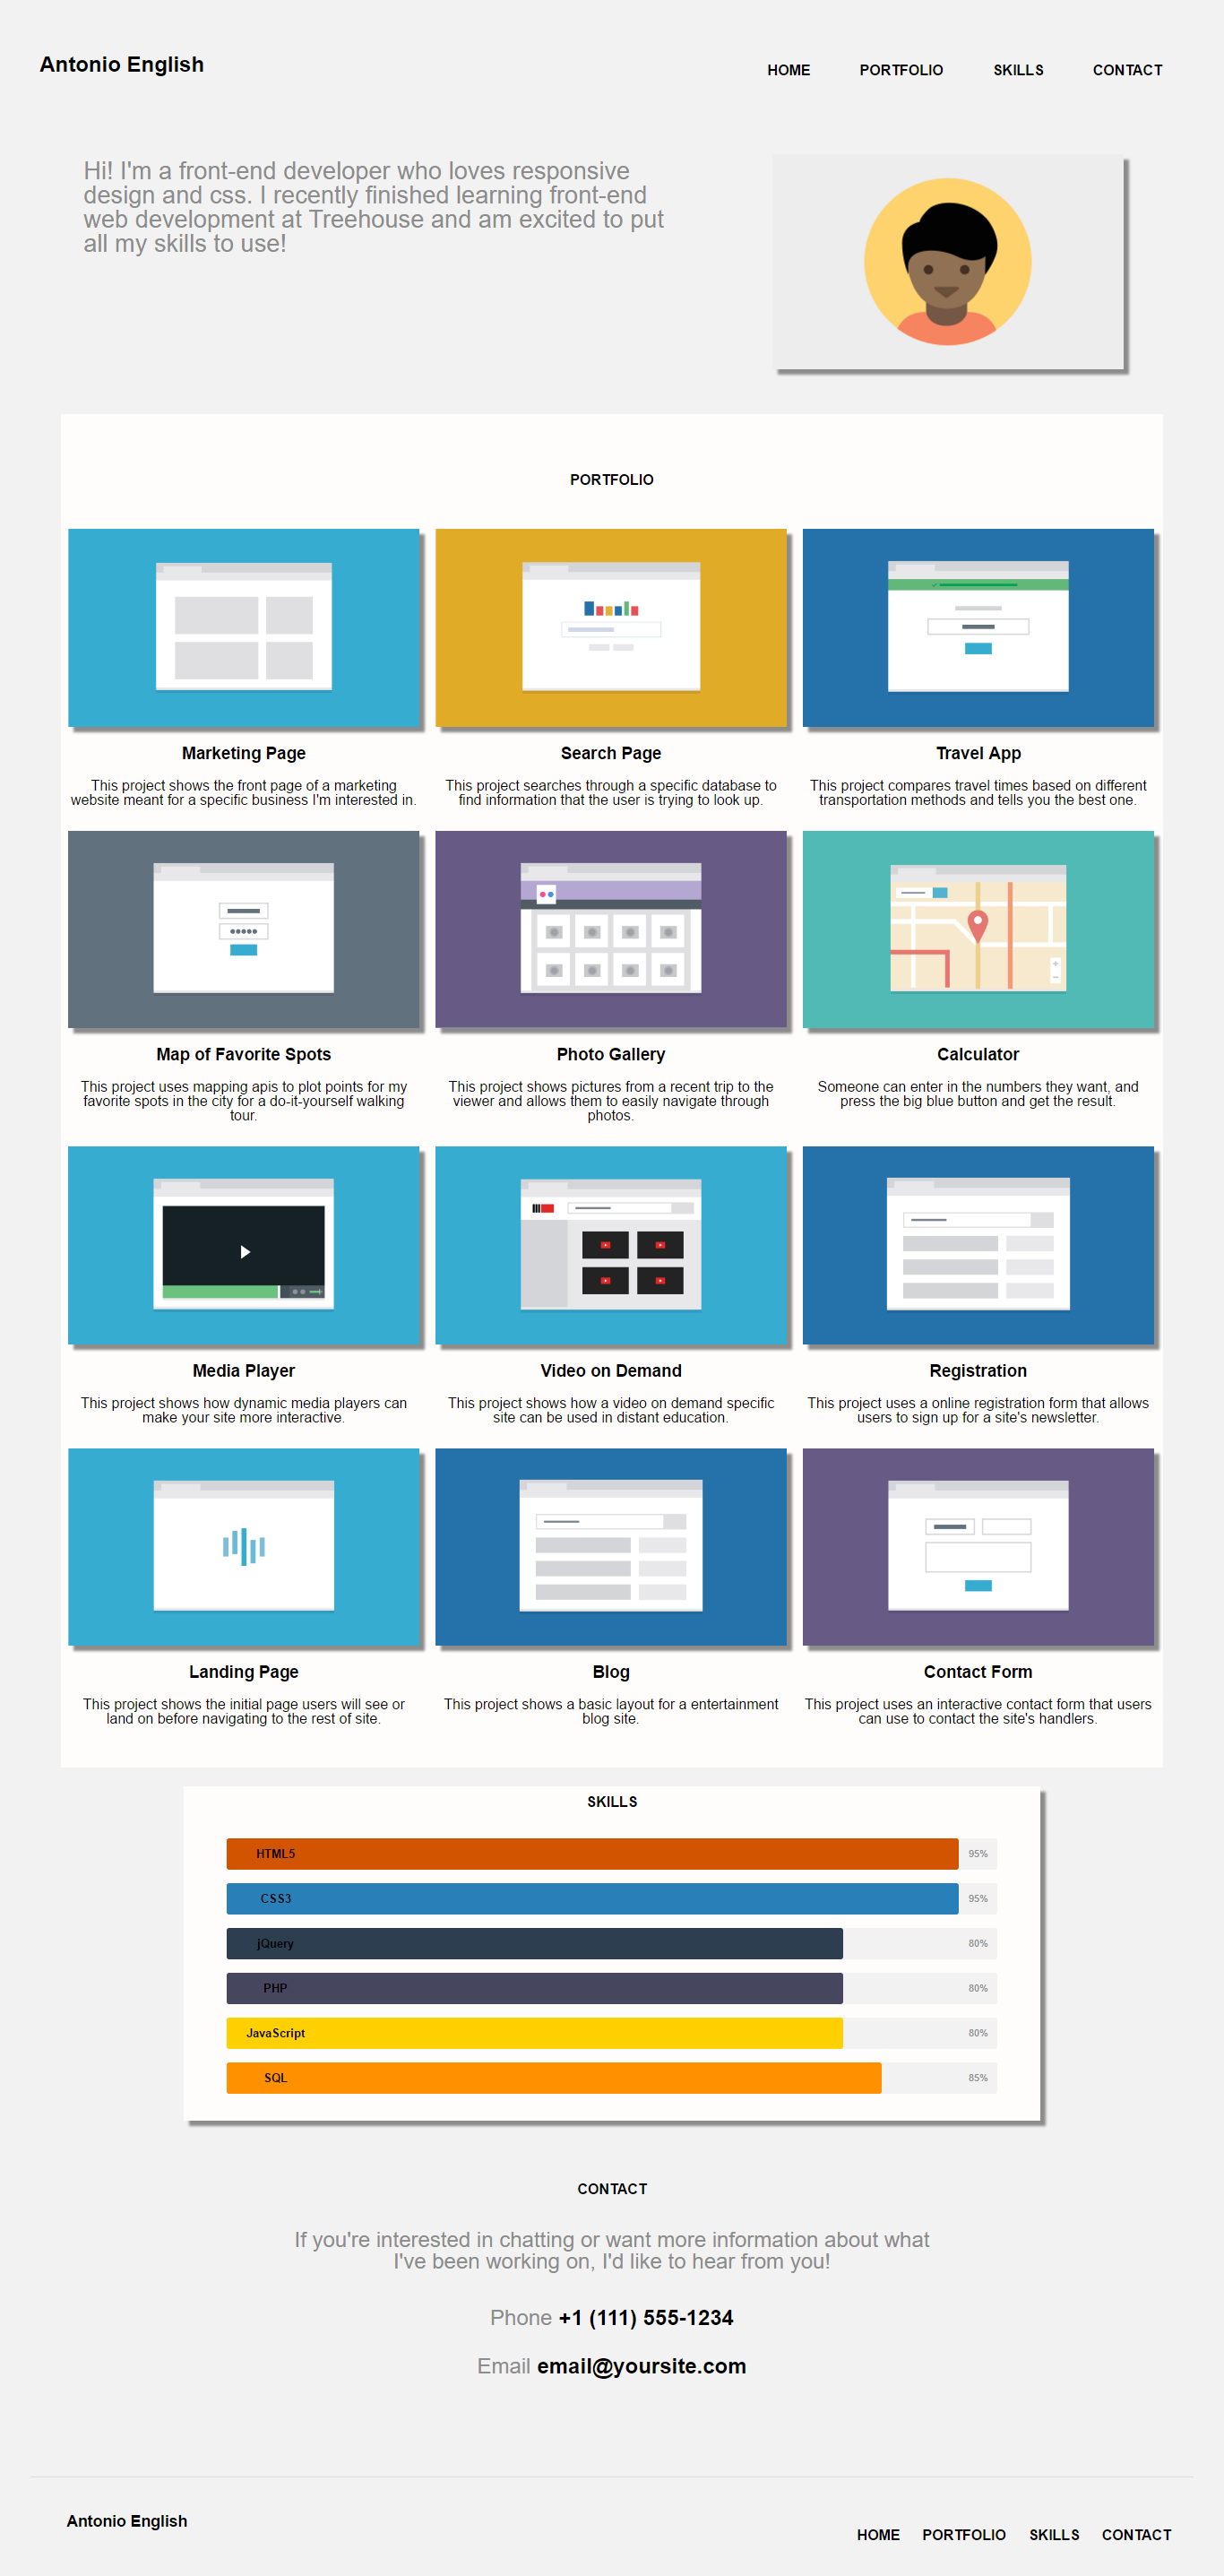 Antonio English
HOME PORTFOLIO SKILLS CONTACT
Hi! I'm a front-end developer who loves responsive
design and css. I recently finished learning front-end
web development at Treehouse and am excited to put
all my skills to use!
PORTFOLIO
Marketing Page
This project shows the front page of a marketing
website meant for a specific business I'm interested in.
Search Page
This project searches through a specific database to
find information that the user is trying to look up.
Travel App
This project compares travel times based on different
transportation methods and tells you the best one.
Map of Favorite Spots
This project uses mapping apis to plot points for my
favorite spots in the city for a do-it-yourself walking
tour.
Photo Gallery
This project shows pictures from a recent trip to the
viewer and allows them to easily navigate through
photos.
Calculator
Someone can enter in the numbers they want, and
press the big blue button and get the result.
Media Player
This project shows how dynamic media players can
make your site more interactive.
Video on Demand
This project shows how a video on demand specific
site can be used in distant education.
Registration
This project uses a online registration form that allows
users to sign up for a site's newsletter.
Landing Page
This project shows the initial page users will see or
land on before navigating to the rest of site.
Blog
This project shows a basic layout for a entertainment
blog site.
Contact Form
This project uses an interactive contact form that users
can use to contact the site's handlers.
SKILLS
HTML5 95%
CSS3 95%
jQuery 80%
PHP 80%
JavaScript 80%
SQL 85%
CONTACT
If you're interested in chatting or want more information about what
I've been working on, I'd like to hear from you!
Phone +1 (111) 555-1234
Email email@yoursite.com
Antonio English
HOME PORTFOLIO SKILLS CONTACT